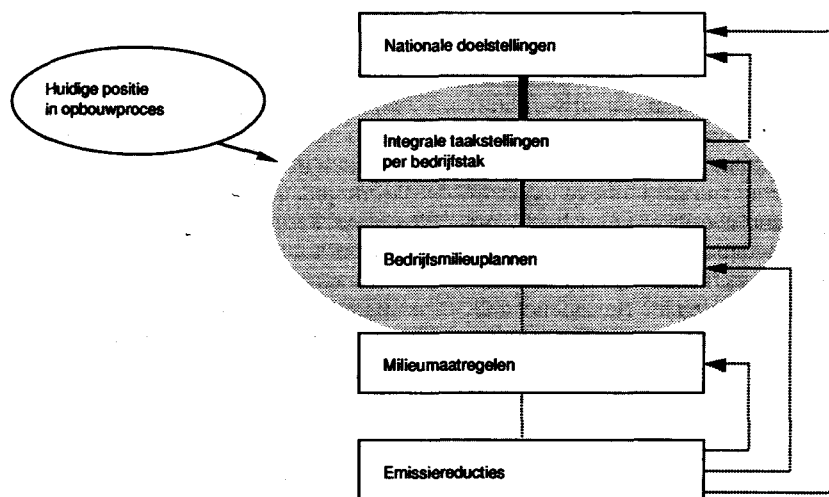 Nationale doelstellingen
Huidige positie
in opbouwproces
Integrale taakstellingen
per bedrijfstak
Bedrijfsmilieuplannen
Milieumaatregelen
Emissiereducties